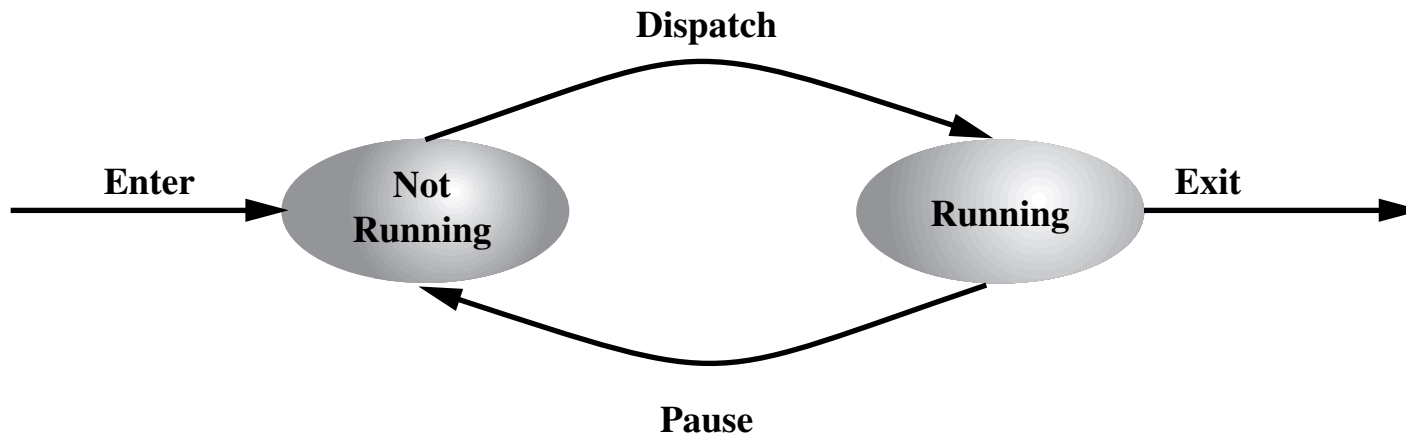 Dispatch
Enter
Not
Running
Running
Exit
Pause